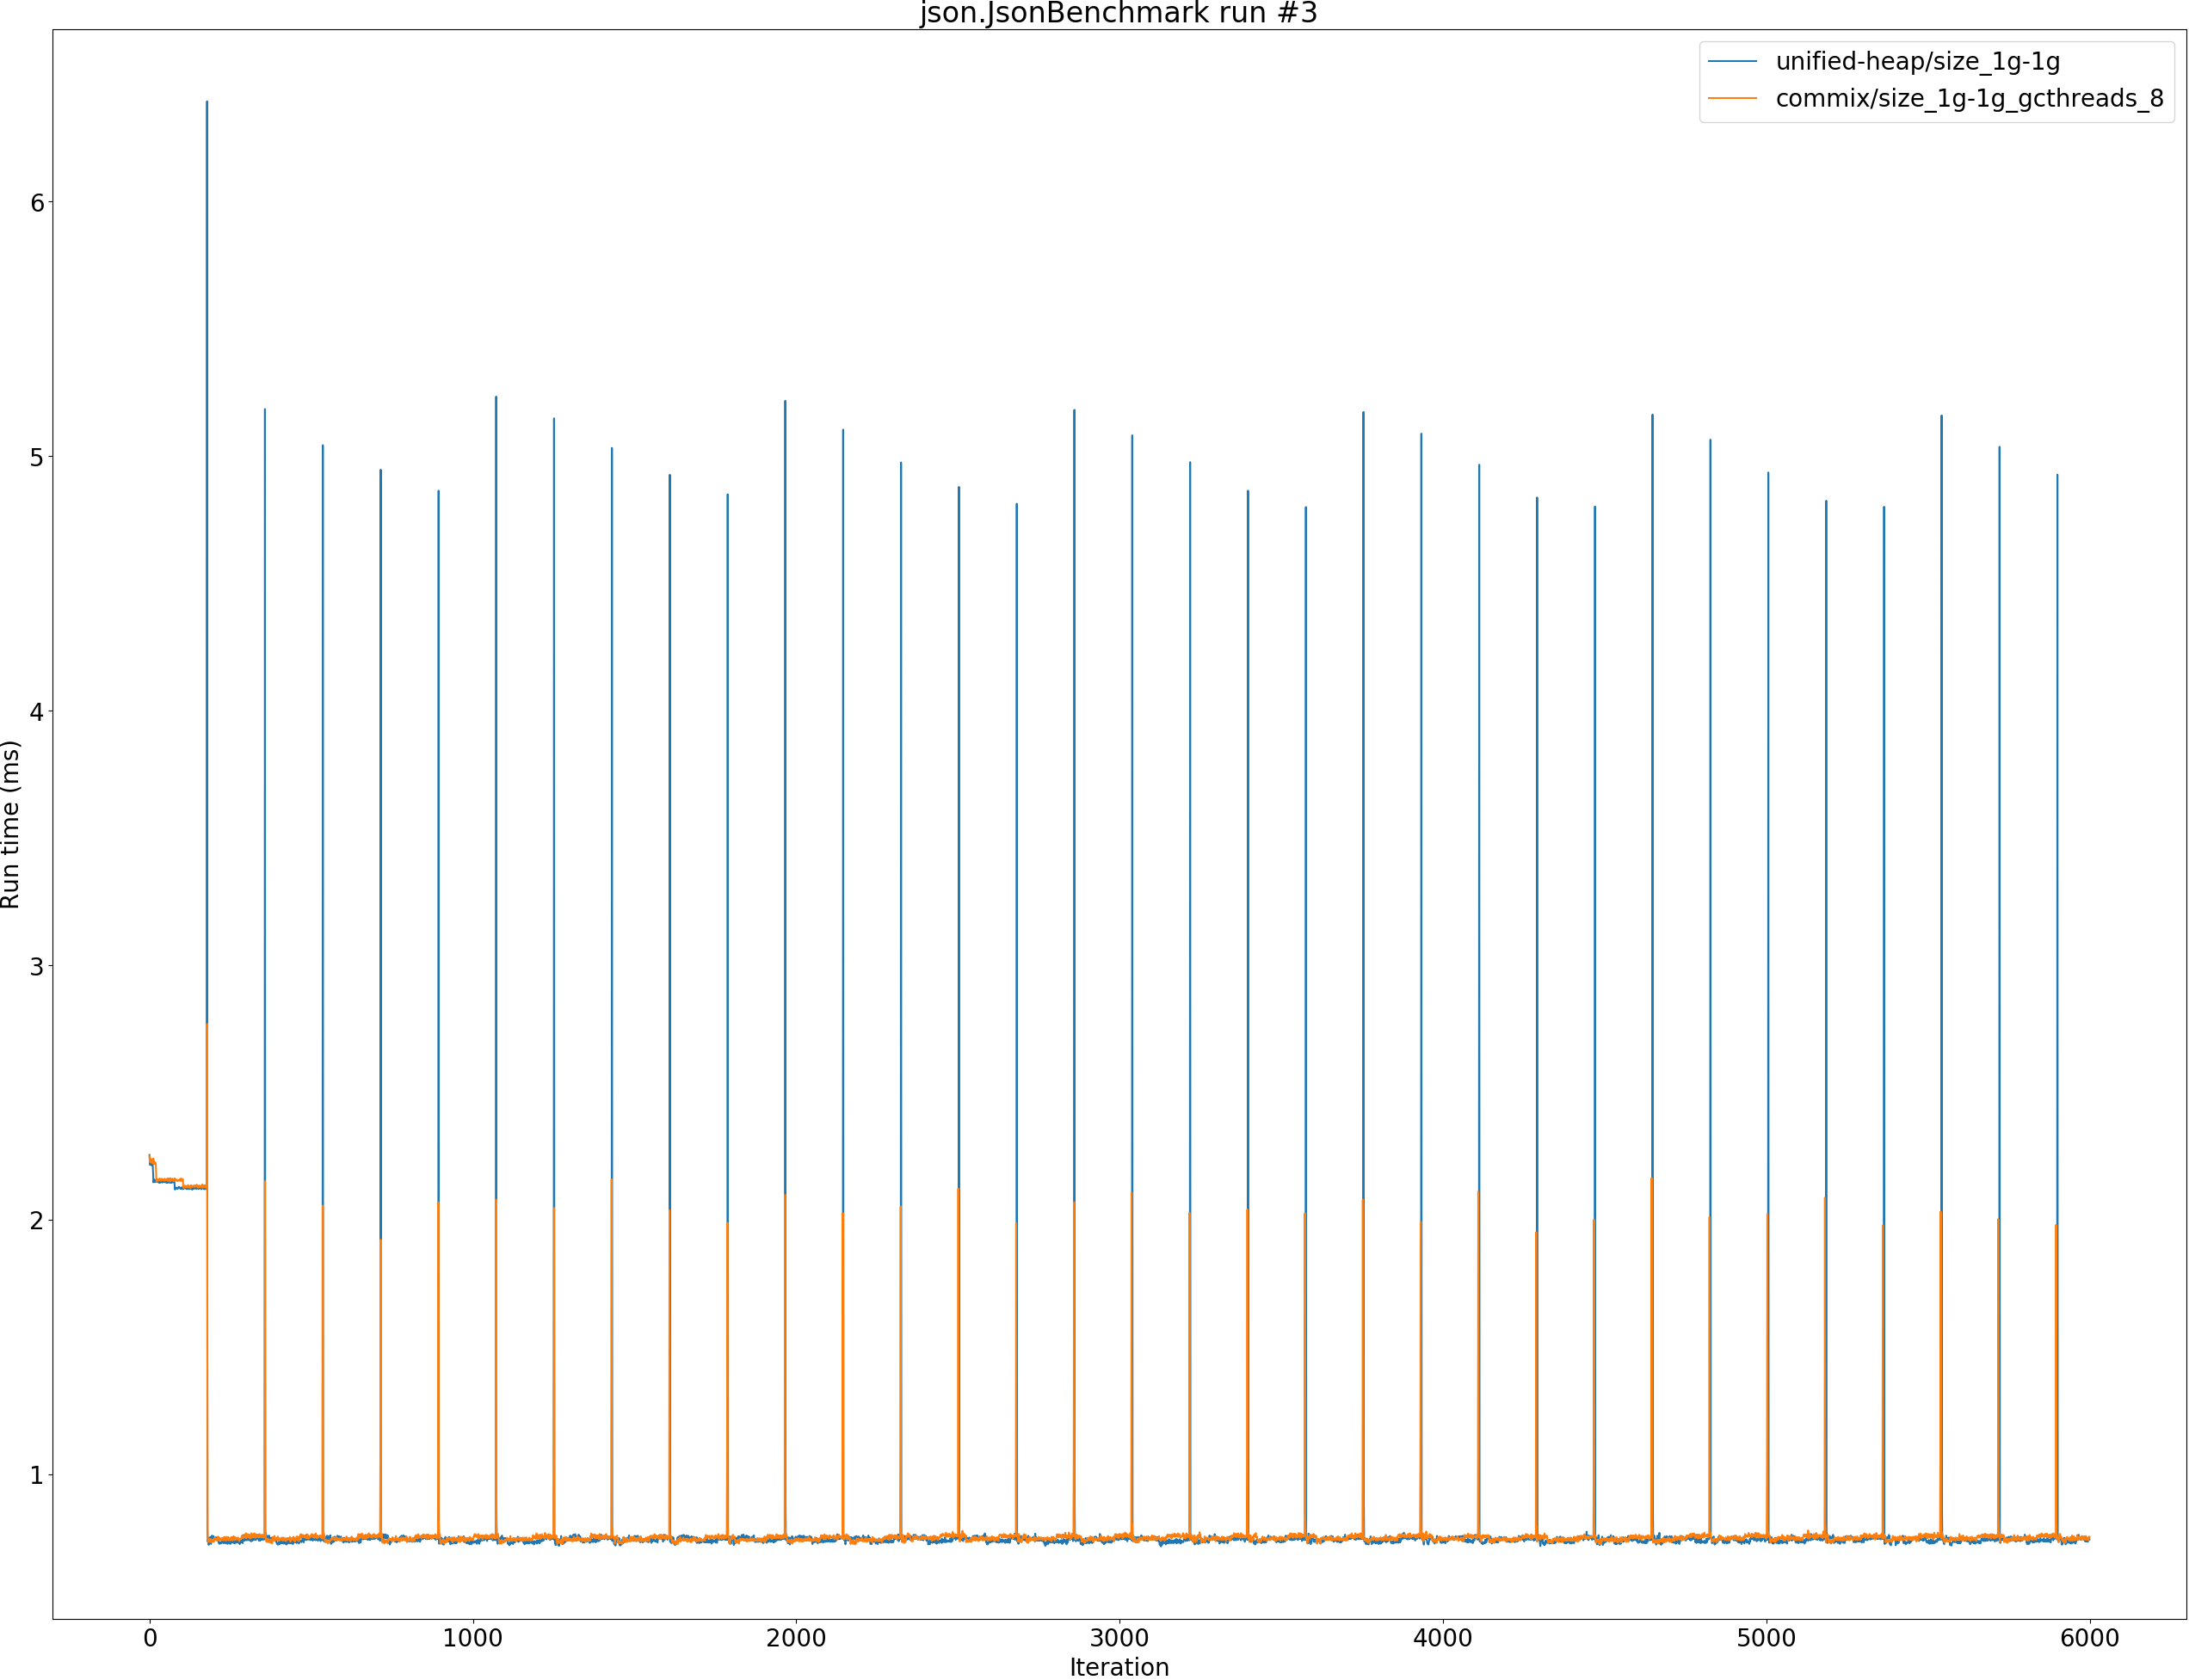 json.JsonBenchmark run #3
unified-heap/size_1g-1g
commix/size_1g-1g_gcthreads_8
6
5
4
3
2
1
Run time (ms)
0 1000 2000 3000 4000 5000 6000
Iteration